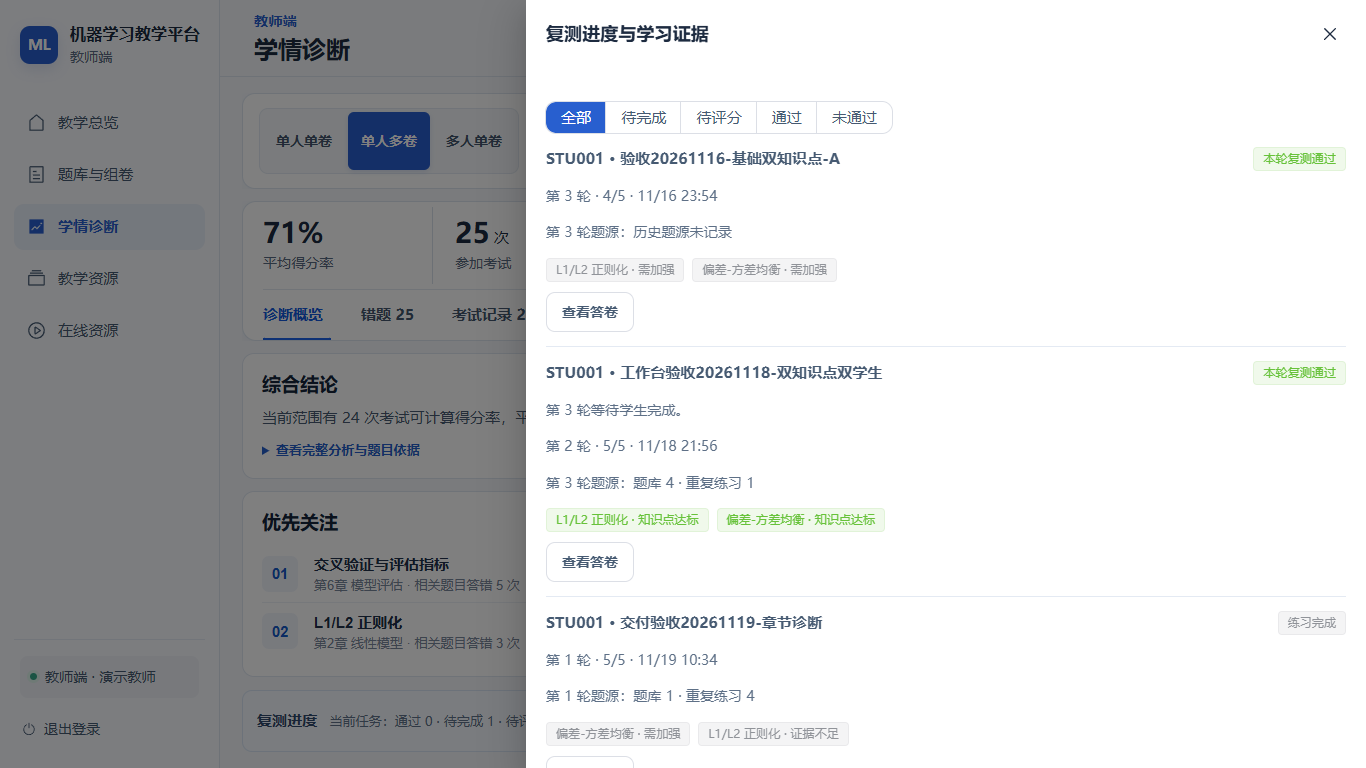 ML
机器学习教学平台
教师端
教学总览
题库与组卷
学情诊断
教学资源
在线资源
教师端 · 演示教师
退出登录
教师端
学情诊断
单人单卷
单人多卷
多人单卷
71%
平均得分率
25 次
参加考试
诊断概览
错题 25
考试记录 2
综合结论
当前范围有 24 次考试可计算得分率，平
查看完整分析与题目依据
优先关注
01
交叉验证与评估指标
第6章 模型评估 · 相关题目答错 5 次
02
L1/L2 正则化
第2章 线性模型 · 相关题目答错 3 次
复测进度 当前任务：通过 0 · 待完成 1 · 待评
复测进度与学习证据
全部
待完成
待评分
通过
未通过
STU001 • 验收20261116-基础双知识点-A
本轮复测通过
第 3 轮 · 4/5 · 11/16 23:54
第 3 轮题源：历史题源未记录
L1/L2 正则化 · 需加强
偏差-方差均衡 · 需加强
查看答卷
STU001 • 工作台验收20261118-双知识点双学生
本轮复测通过
第 3 轮等待学生完成。
第 2 轮 · 5/5 · 11/18 21:56
第 3 轮题源：题库 4 · 重复练习 1
L1/L2 正则化 · 知识点达标
偏差-方差均衡 · 知识点达标
查看答卷
STU001 • 交付验收20261119-章节诊断
练习完成
第 1 轮 · 5/5 · 11/19 10:34
第 1 轮题源：题库 1 · 重复练习 4
偏差-方差均衡 · 需加强
L1/L2 正则化 · 证据不足